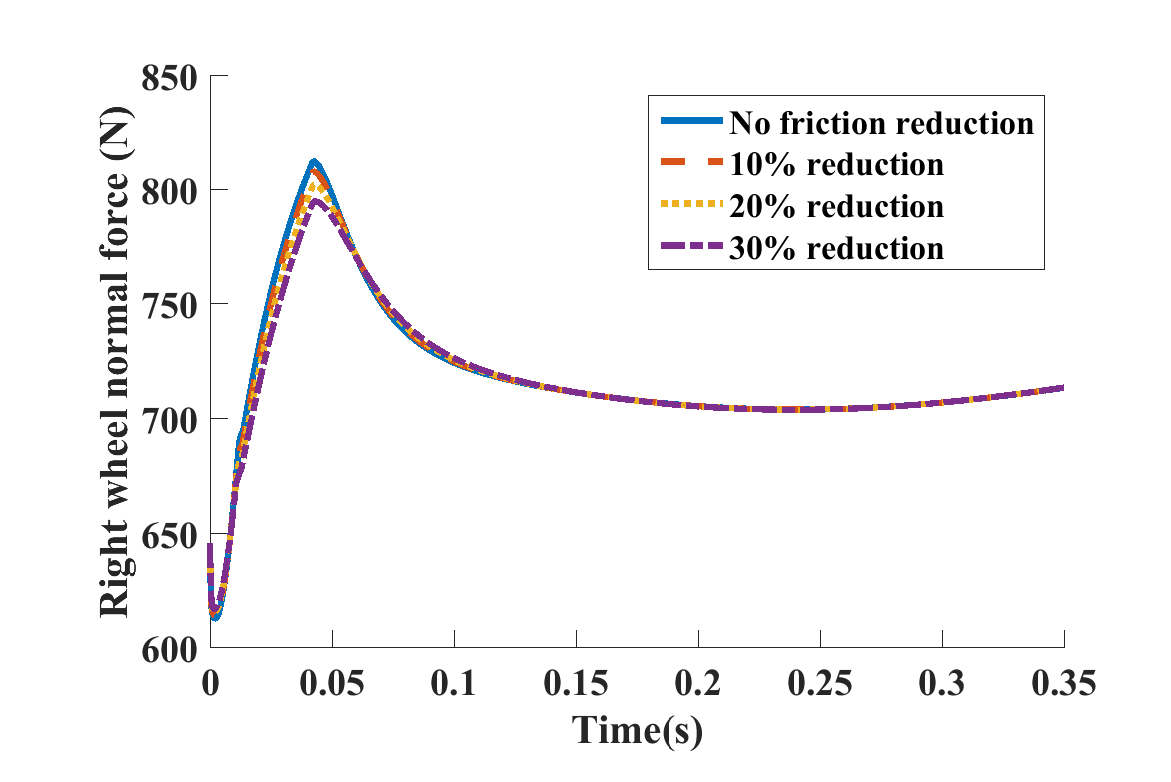 Right wheel normal force (N)
850
800
750
700
650
600
No friction reduction
10% reduction
20% reduction
30% reduction
0
0.05
0.1
0.15
0.2
0.25
0.3
0.35
Time(s)